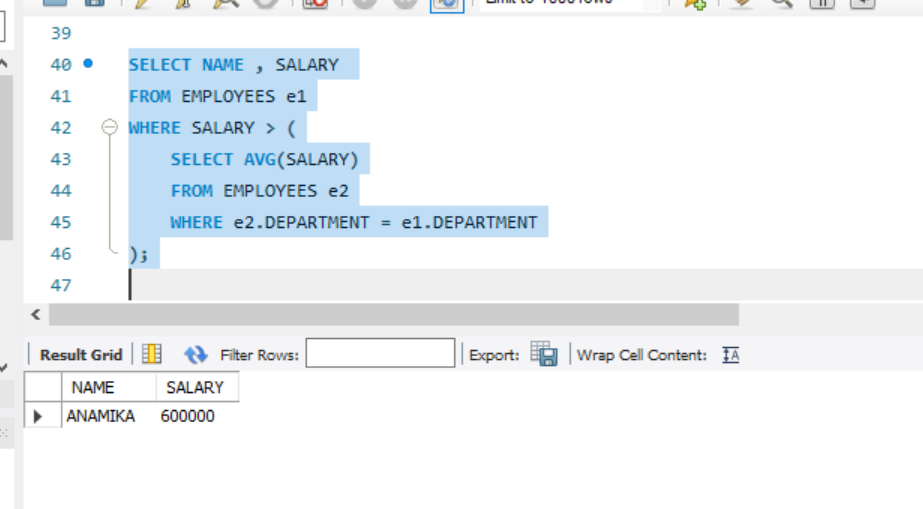 39
40 SELECT NAME , SALARY
41 FROM EMPLOYEES e1
42 WHERE SALARY > (
43 SELECT AVG(SALARY)
44 FROM EMPLOYEES e2
45 WHERE e2.DEPARTMENT = e1.DEPARTMENT
46 );
47
Result Grid Filter Rows: Export: Wrap Cell Content:
NAME SALARY
ANAMIKA 600000